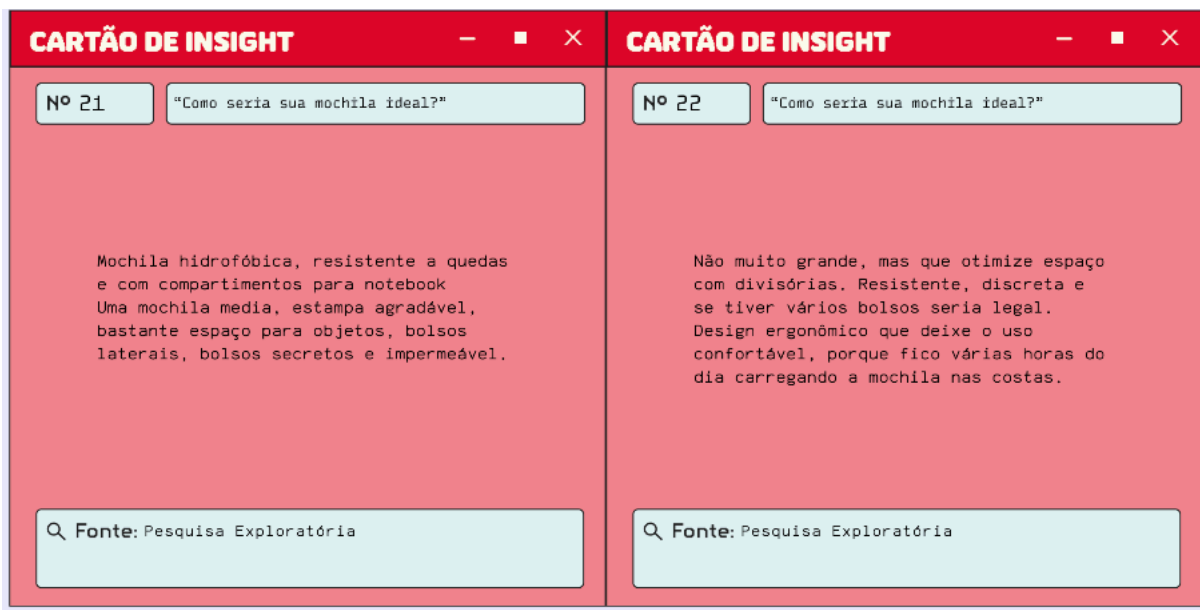 CARTÃO DE INSIGHT
Nº 21
"Como seria sua mochila ideal?"
Mochila hidrofóbica, resistente a quedas
e com compartimentos para notebook
Uma mochila media, estampa agradável,
bastante espaço para objetos, bolsos
laterais, bolsos secretos e impermeável.
Fonte: Pesquisa Exploratória
CARTÃO DE INSIGHT
Nº 22
"Como seria sua mochila ideal?"
Não muito grande, mas que otimize espaço
com divisórias. Resistente, discreta e
se tiver vários bolsos seria legal.
Design ergonômico que deixe o uso
confortável, porque fico várias horas do
dia carregando a mochila nas costas.
Fonte: Pesquisa Exploratória